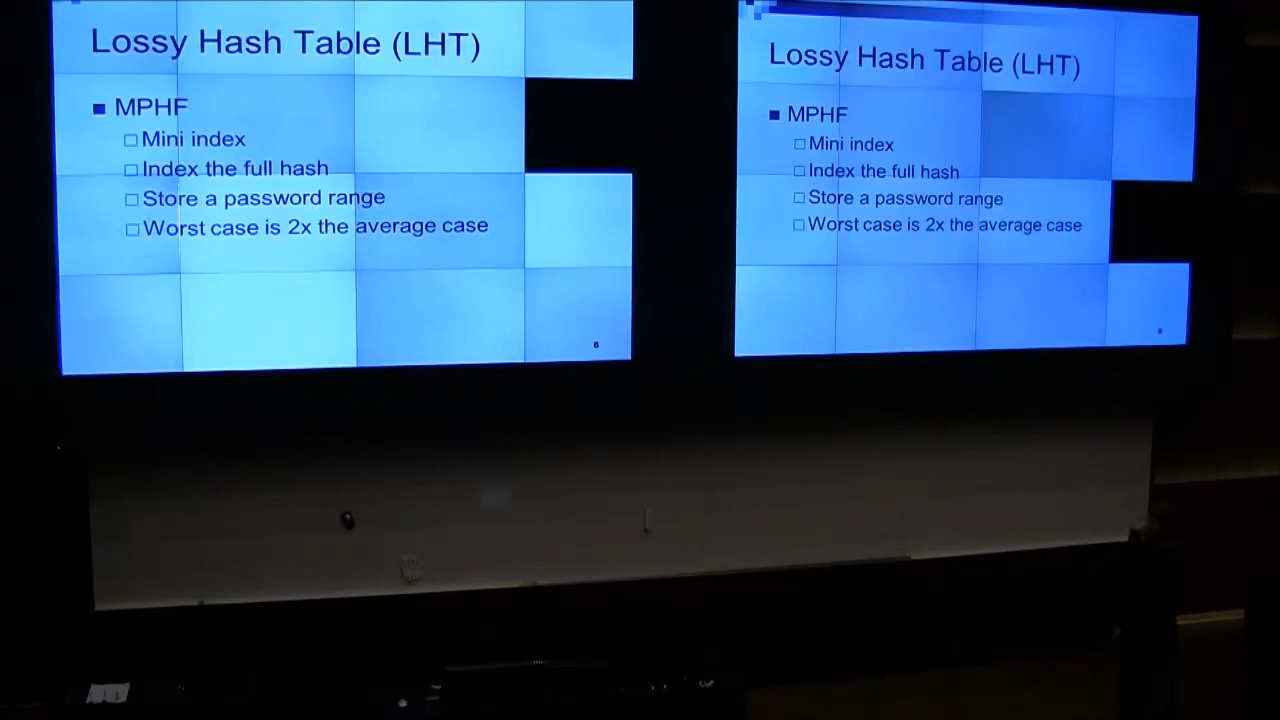 Lossy Hash Table (LHT)
■ MPHF
□ Mini index
□ Index the full hash
□ Store a password range
□ Worst case is 2x the average case
6
Lossy Hash Table (LHT)
■ MPHF
□ Mini index
□ Index the full hash
□ Store a password range
□ Worst case is 2x the average case
6